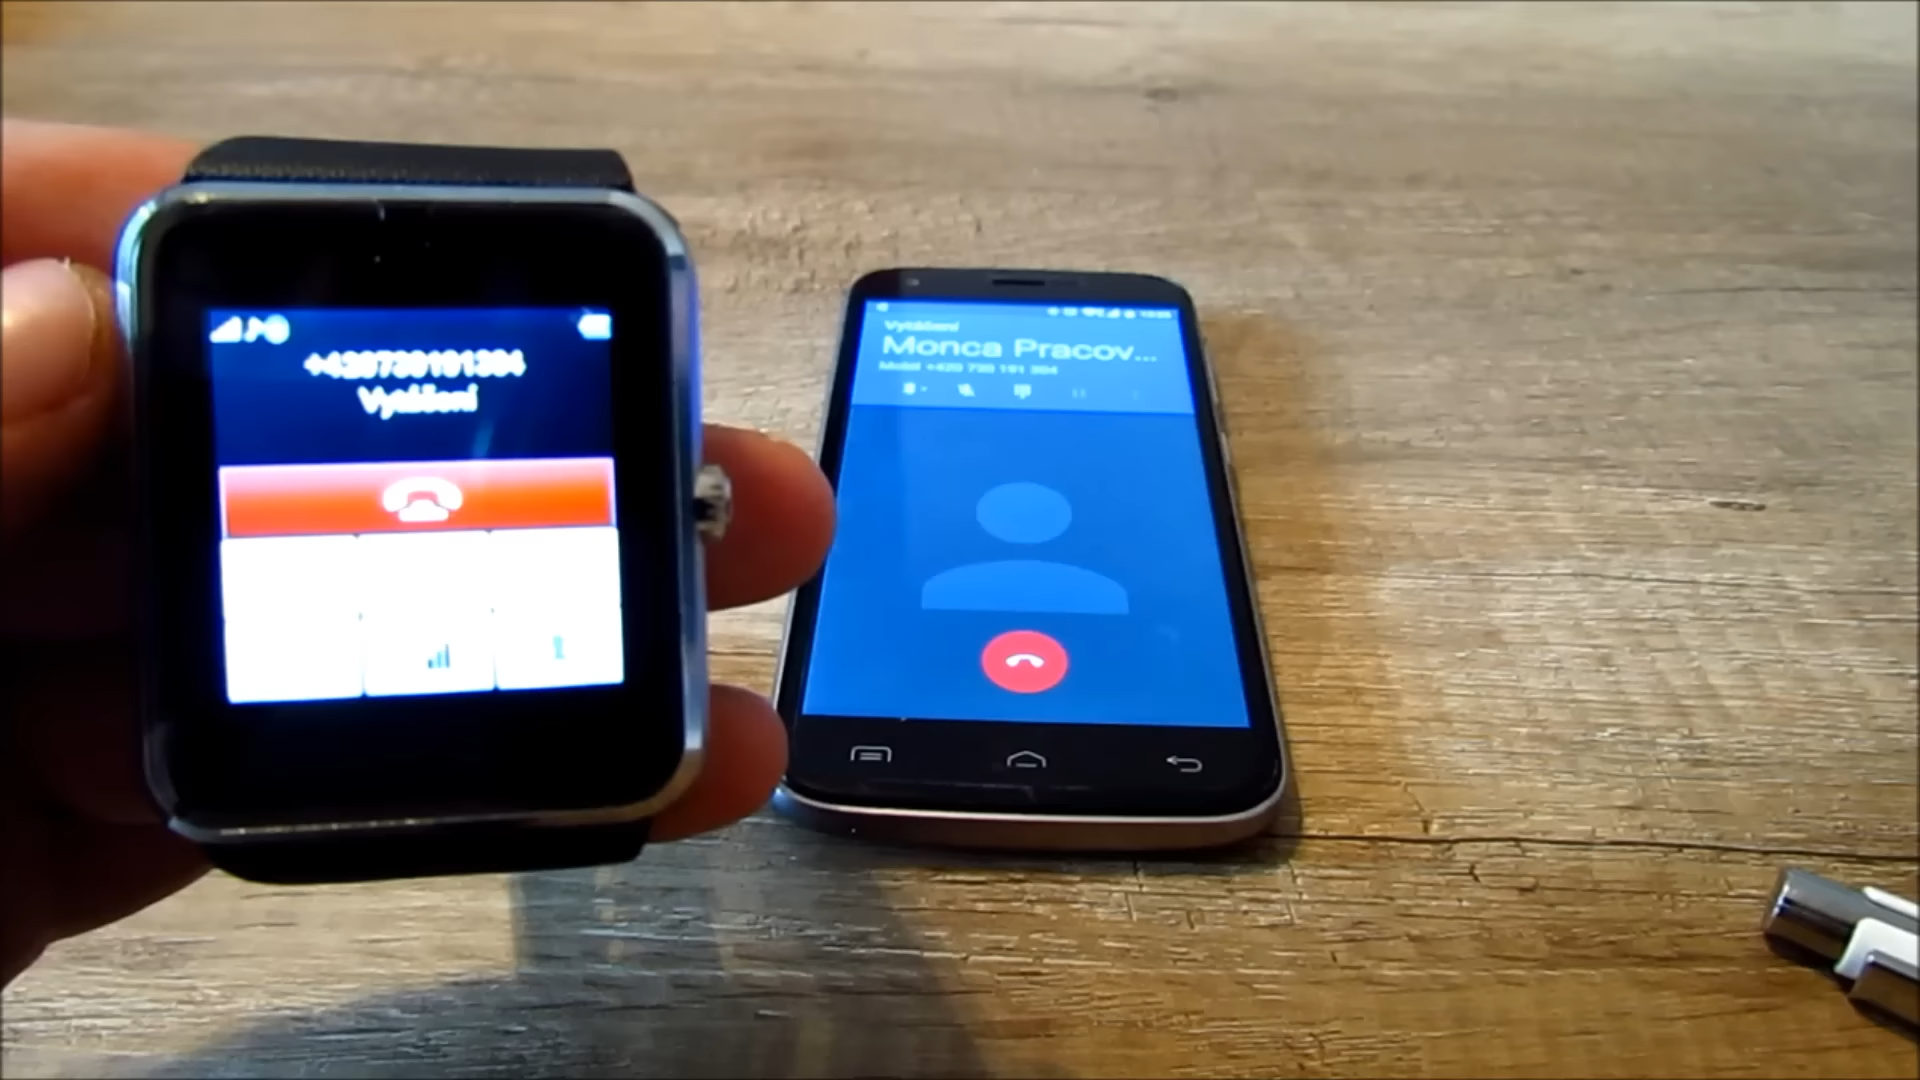 +420730191304
Vytáčení
Vytáčení
Monca Pracov...
Mobil +420 730 191 304